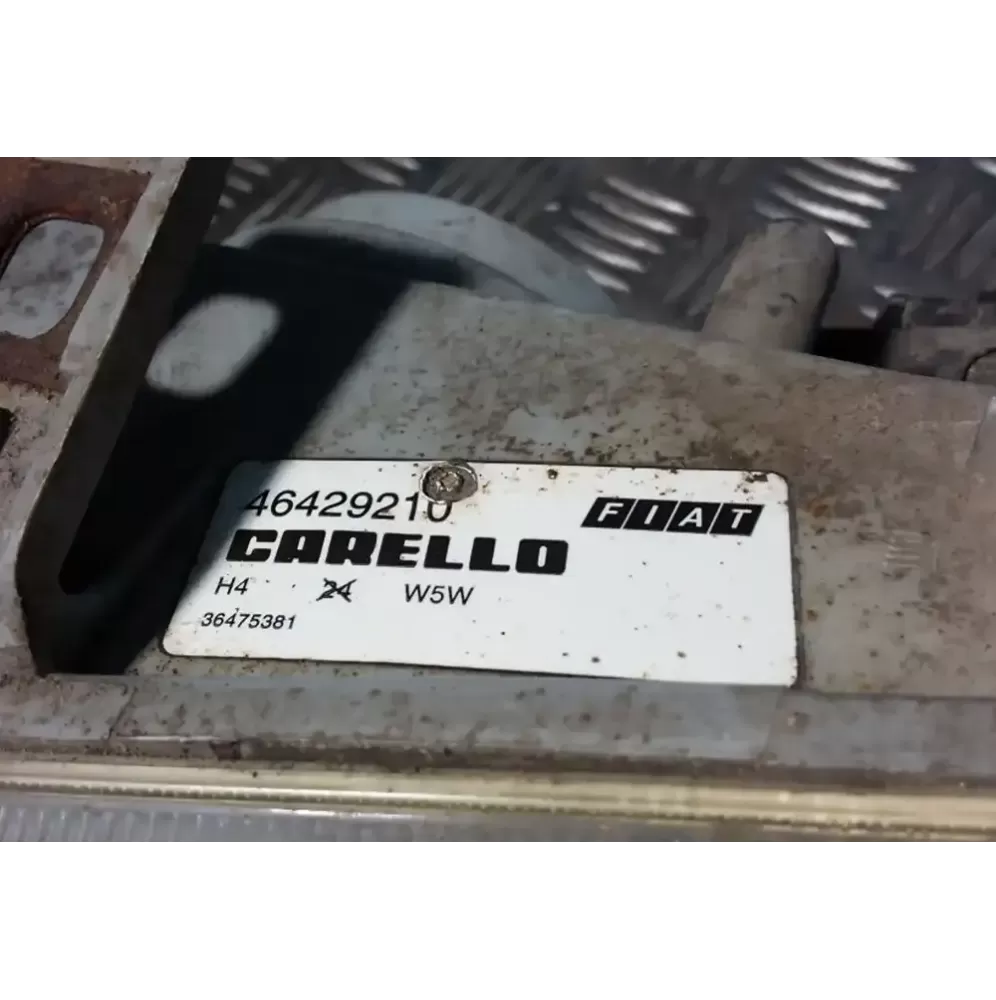 46429210 FIAT
CARELLO
H4 24 W5W
36475381